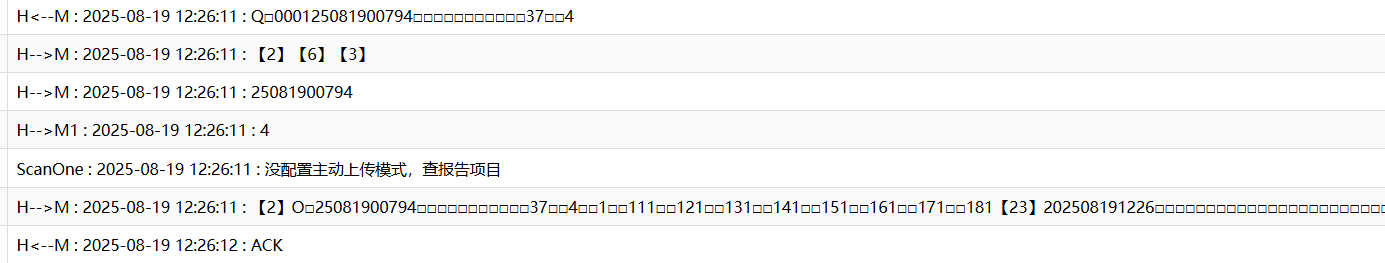 H<--M : 2025-08-19 12:26:11 : Q□000125081900794□□□□□□□□□□□37□□4
H-->M : 2025-08-19 12:26:11 : 【2】【6】【3】
H-->M : 2025-08-19 12:26:11 : 25081900794
H-->M1 : 2025-08-19 12:26:11 : 4
ScanOne : 2025-08-19 12:26:11 : 没配置主动上传模式，查报告项目
H-->M : 2025-08-19 12:26:11 : 【2】O□25081900794□□□□□□□□□□□37□□4□□1□□111□□121□□131□□141□□151□□161□□171□□181【23】202508191226□□□□□□□□□□□□□□□□□□□□□□□
H<--M : 2025-08-19 12:26:12 : ACK